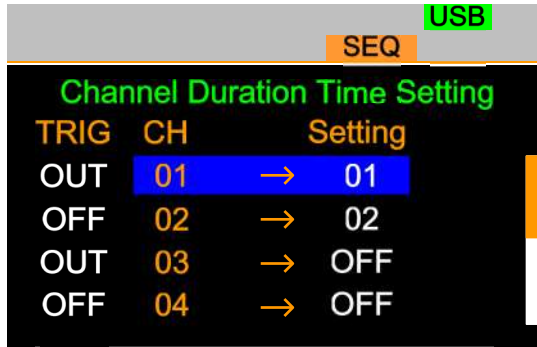 USB
SEQ
Channel Duration Time Setting
TRIG CH Setting
OUT 01 → 01
OFF 02 → 02
OUT 03 → OFF
OFF 04 → OFF